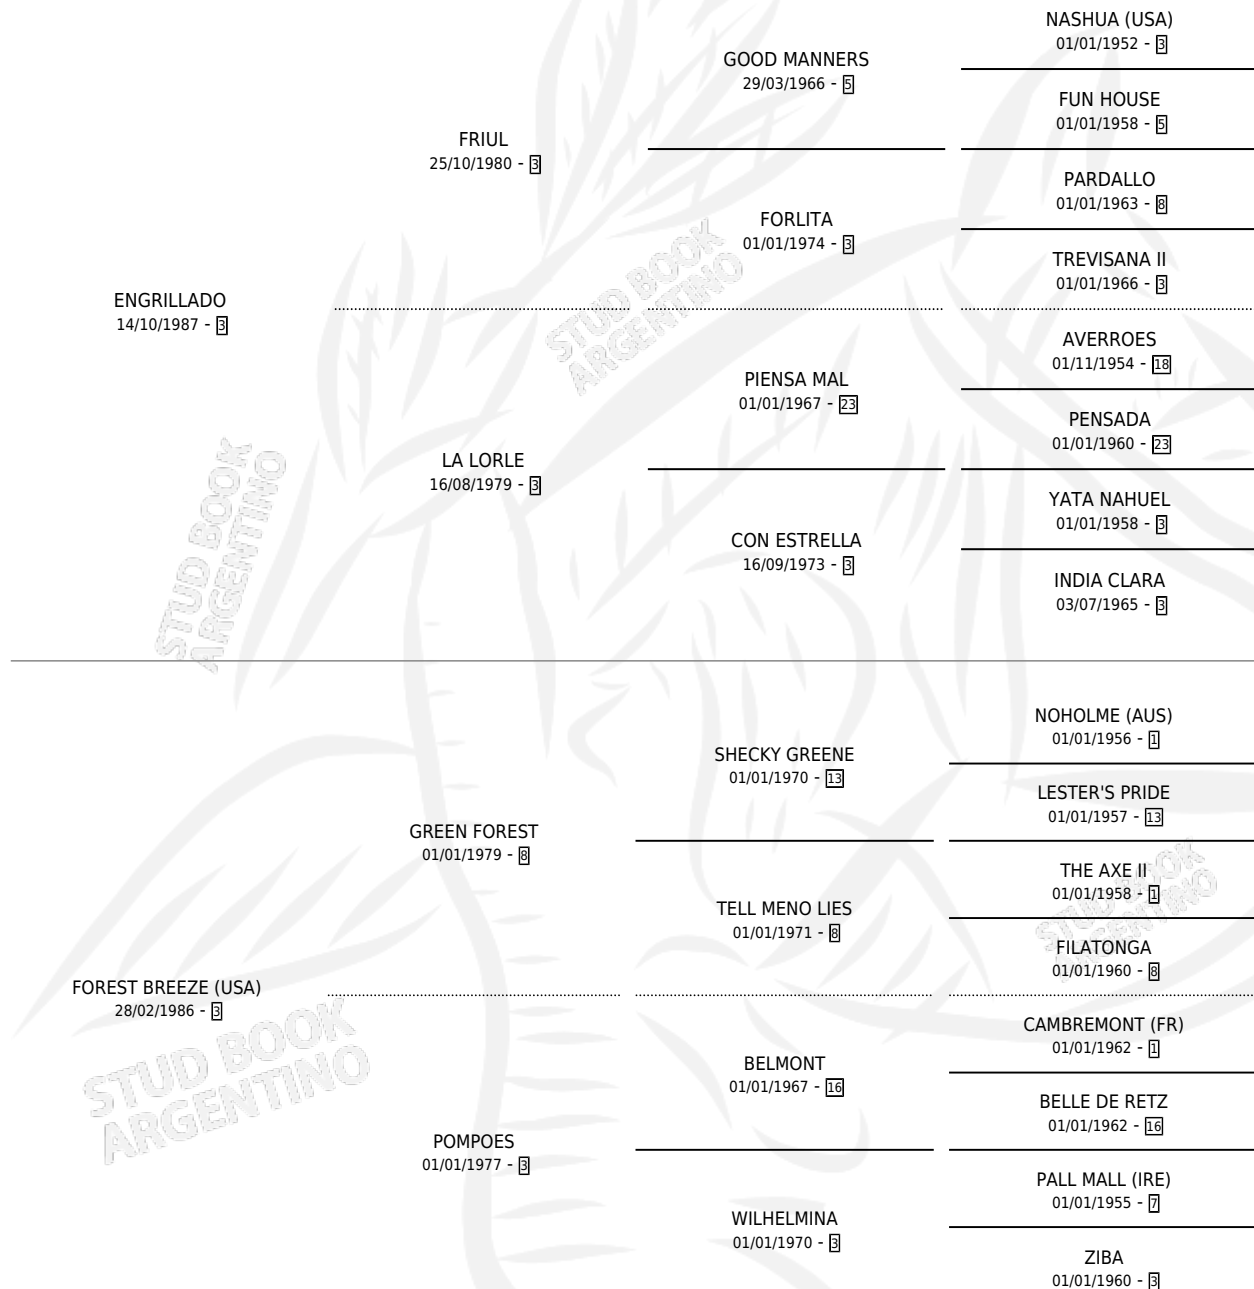 NASHUA (USA)
01/01/1952 - 3
GOOD MANNERS
29/03/1966 - 5
FUN HOUSE
01/01/1958 - 5
FRIUL
25/10/1980 - 3
PARDALLO
01/01/1963 - 8
FORLITA
01/01/1974 - 3
TREVISANA II
01/01/1966 - 3
ENGRILLADO
14/10/1987 - 3
AVERROES
01/11/1954 - 18
PIENSA MAL
01/01/1967 - 23
PENSADA
01/01/1960 - 23
LA LORLE
16/08/1979 - 3
YATA NAHUEL
01/01/1958 - 3
CON ESTRELLA
16/09/1973 - 3
INDIA CLARA
03/07/1965 - 3
NOHOLME (AUS)
01/01/1956 - 1
SHECKY GREENE
01/01/1970 - 13
LESTER'S PRIDE
01/01/1957 - 13
GREEN FOREST
01/01/1979 - 8
THE AXE II
01/01/1958 - 1
TELL MENO LIES
01/01/1971 - 8
FILATONGA
01/01/1960 - 8
FOREST BREEZE (USA)
28/02/1986 - 3
CAMBREMONT (FR)
01/01/1962 - 1
BELMONT
01/01/1967 - 16
BELLE DE RETZ
01/01/1962 - 16
POMPOES
01/01/1977 - 3
PALL MALL (IRE)
01/01/1955 - 7
WILHELMINA
01/01/1970 - 3
ZIBA
01/01/1960 - 3
STUD BOOK
ARGENTINO
STUD BOOK
ARGENTINO
STUD BOOK
ARGENTINO
STUD BOOK
ARGENTINO